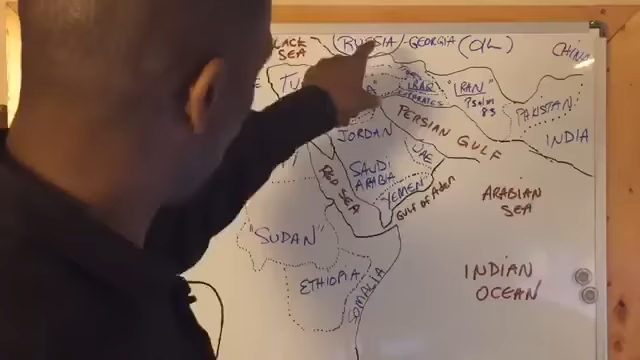 BLACK
SEA
RUSSIA/-GEORGIA (OIL)
CHINA
TU
IRAQ
"IRAN"
Psalm
83
PAKISTAN
INDIA
JORDAN
PERSIAN GULF
UAE
SAUDI
ARABIA
RED SEA
"YEMEN"
Gulf of Aden
ARABIAN
SEA
"SUDAN"
ETHIOPIA
SOMALIA
INDIAN
OCEAN